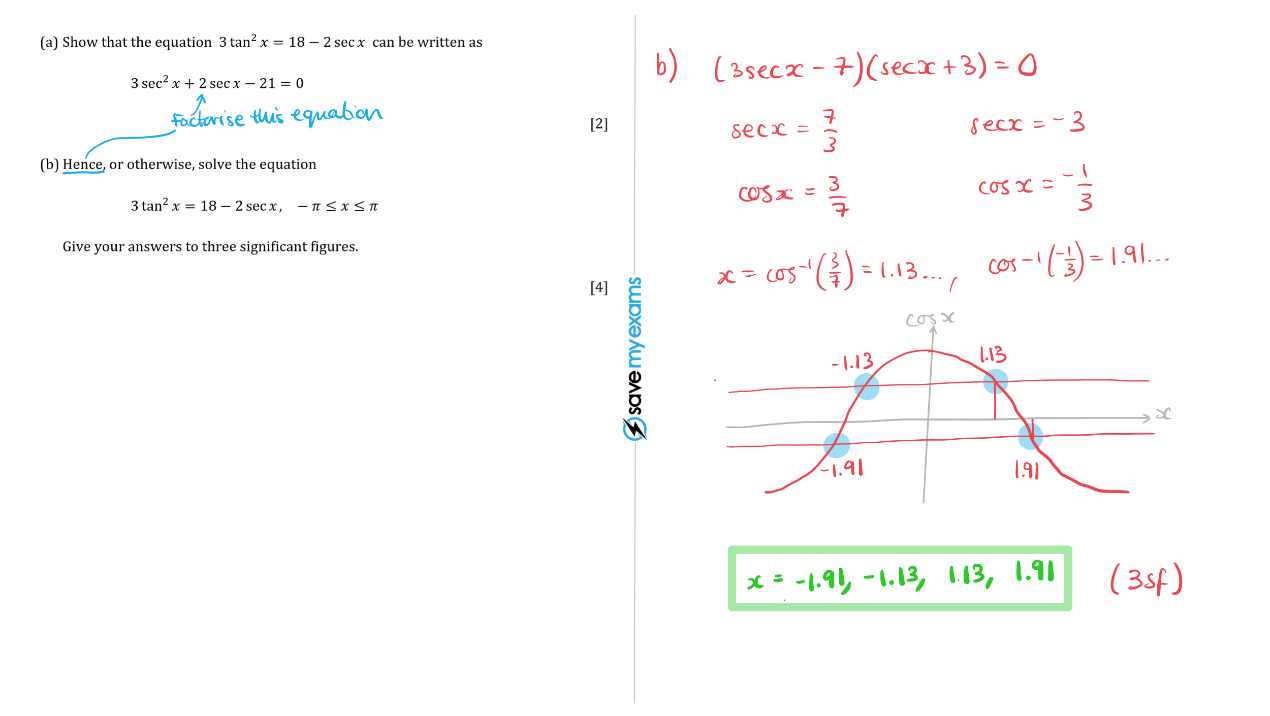 (a) Show that the equation 3 tan² x = 18 − 2 sec x can be written as
3 sec² x + 2 sec x − 21 = 0
Factorise this equation
[2]
(b) Hence, or otherwise, solve the equation
3 tan² x = 18 − 2 sec x, − π ≤ x ≤ π
Give your answers to three significant figures.
[4]
save my exams
b) (3secx − 7)(secx + 3) = 0
secx = 7/3 secx = −3
cosx = 3/7 cosx = −1/3
x = cos⁻¹(3/7) = 1.13..., cos⁻¹(−1/3) = 1.91...
cosx
−1.13 1.13
x
−1.91 1.91
x = −1.91, −1.13, 1.13, 1.91 (3sf)